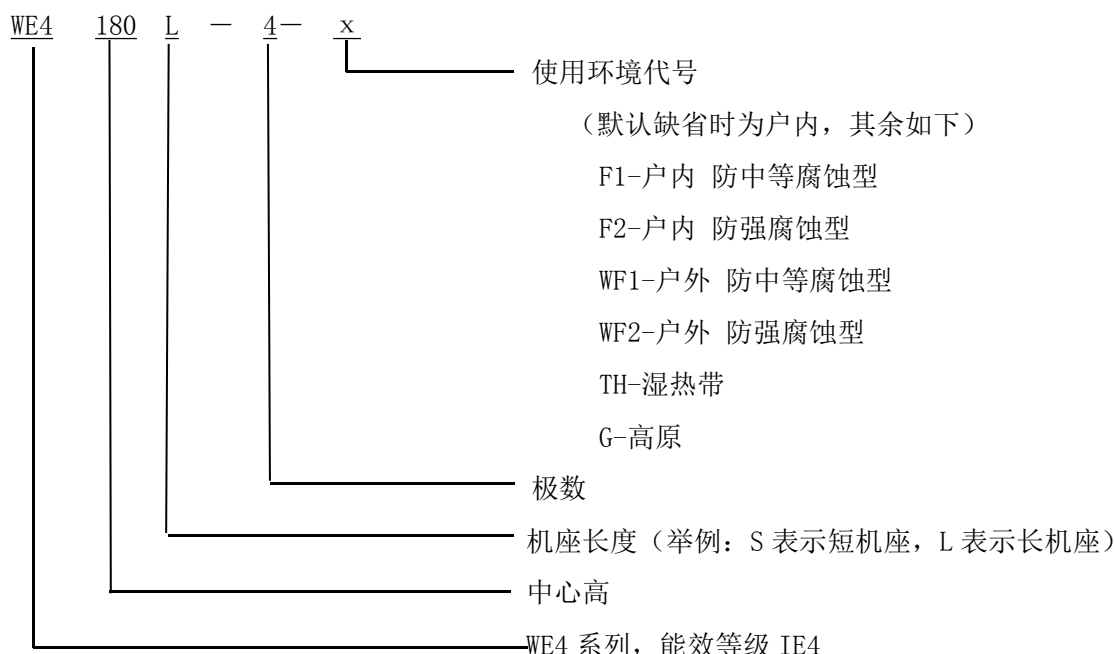 WE4 180 L － 4－ x
使用环境代号
（默认缺省时为户内，其余如下）
F1-户内 防中等腐蚀型
F2-户内 防强腐蚀型
WF1-户外 防中等腐蚀型
WF2-户外 防强腐蚀型
TH-湿热带
G-高原
极数
机座长度（举例：S 表示短机座，L 表示长机座）
中心高
WE4 系列，能效等级 IE4